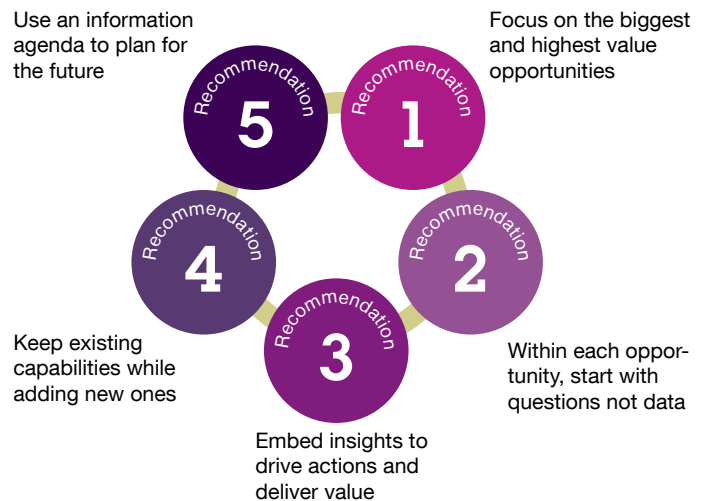 Use an information
agenda to plan for
the future
Recommendation
5
Focus on the biggest
and highest value
opportunities
Recommendation
1
Recommendation
4
Keep existing
capabilities while
adding new ones
Recommendation
2
Within each oppor-
tunity, start with
questions not data
Recommendation
3
Embed insights to
drive actions and
deliver value